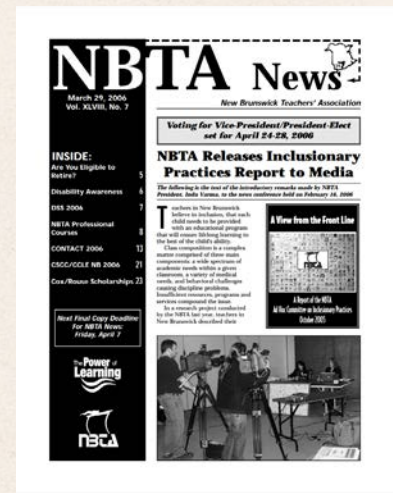 NBTA News
March 29, 2006
Vol. XLVIII, No. 7
New Brunswick Teachers' Association
Voting for Vice-President/President-Elect
set for April 24-28, 2006
INSIDE:
Are You Eligible to
Retire? 5
Disability Awareness 6
DSS 2006 7
NBTA Professional
Courses 8
CONTACT 2006 13
CSCC/CCLE NB 2006 21
Cox/Rouse Scholarships 23
Next Final Copy Deadline
For NBTA News:
Friday, April 7
The Power of
Learning
NBTA
NBTA Releases Inclusionary
Practices Report to Media
The following is the text of the introductory remarks made by NBTA
President, Indu Varma, to the news conference held on February 16, 2006
Teachers in New Brunswick
believe in inclusion, that each
child needs to be provided
with an educational program
that will ensure lifelong learning to
the best of the child's ability.
Class composition is a complex
matter comprised of three main
components: a wide spectrum of
academic needs within a given
classroom, a variety of medical
needs, and behavioral challenges
causing discipline problems.
Insufficient resources, programs and
services compound the issue.
In a research project conducted
by the NBTA last year, teachers in
New Brunswick described their
A View from the Front Line
A Report of the NBTA
Ad Hoc Committee on Inclusionary Practices
October 2005